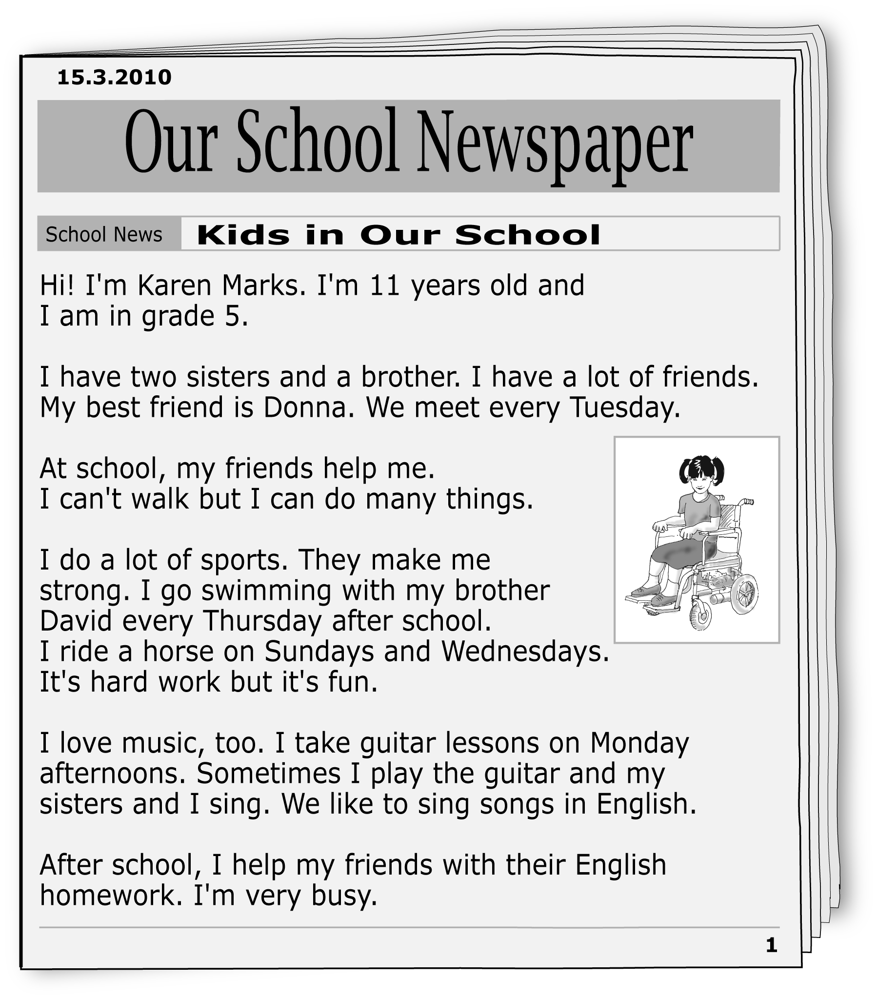 15.3.2010
Our School Newspaper
School News
Kids in Our School
Hi! I'm Karen Marks. I'm 11 years old and
I am in grade 5.
I have two sisters and a brother. I have a lot of friends.
My best friend is Donna. We meet every Tuesday.
At school, my friends help me.
I can't walk but I can do many things.
I do a lot of sports. They make me
strong. I go swimming with my brother
David every Thursday after school.
I ride a horse on Sundays and Wednesdays.
It's hard work but it's fun.
I love music, too. I take guitar lessons on Monday
afternoons. Sometimes I play the guitar and my
sisters and I sing. We like to sing songs in English.
After school, I help my friends with their English
homework. I'm very busy.
1